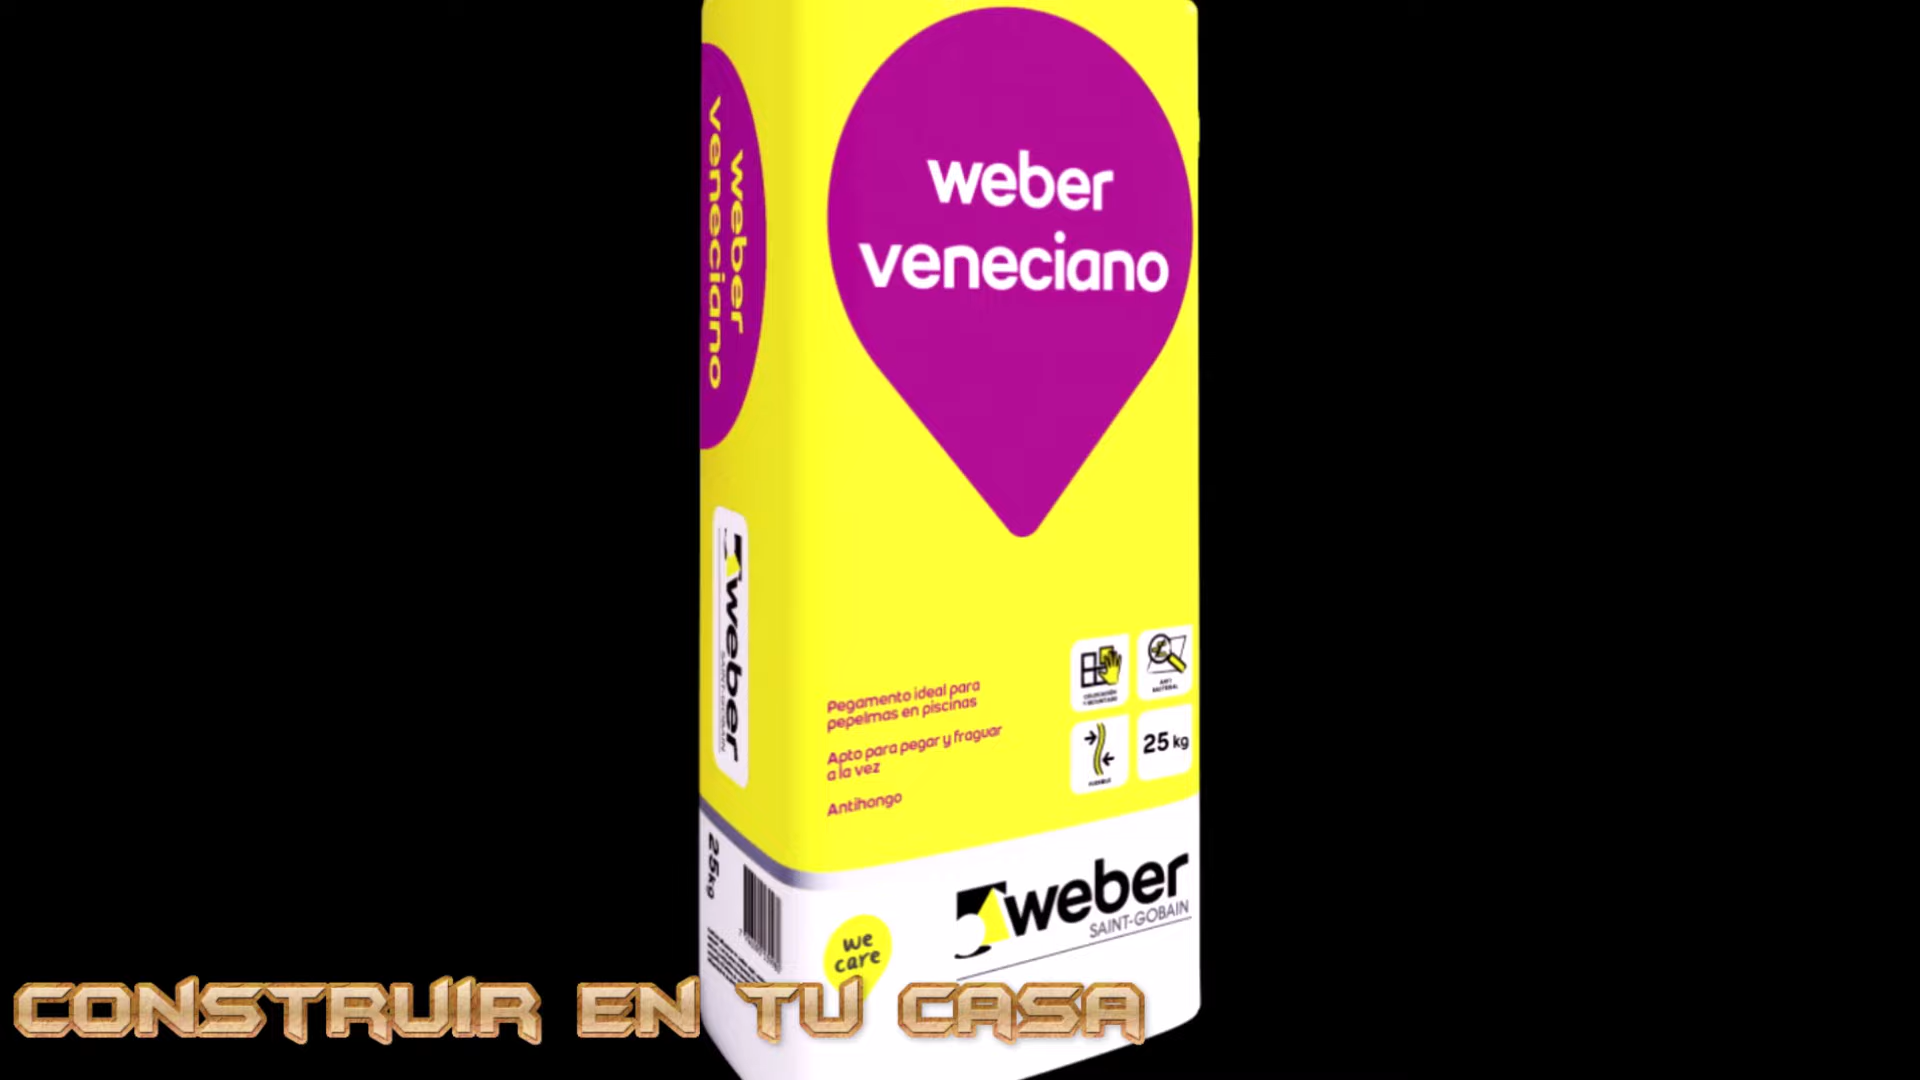 weber
veneciano
weber
veneciano
weber
SAINT-GOBAIN
Pegamento ideal para
pepelmas en piscinas
Apto para pegar y fraguar
a la vez
Antihongo
25 kg
25kg
weber
SAINT-GOBAIN
we
care
CONSTRUIR EN TU CASA